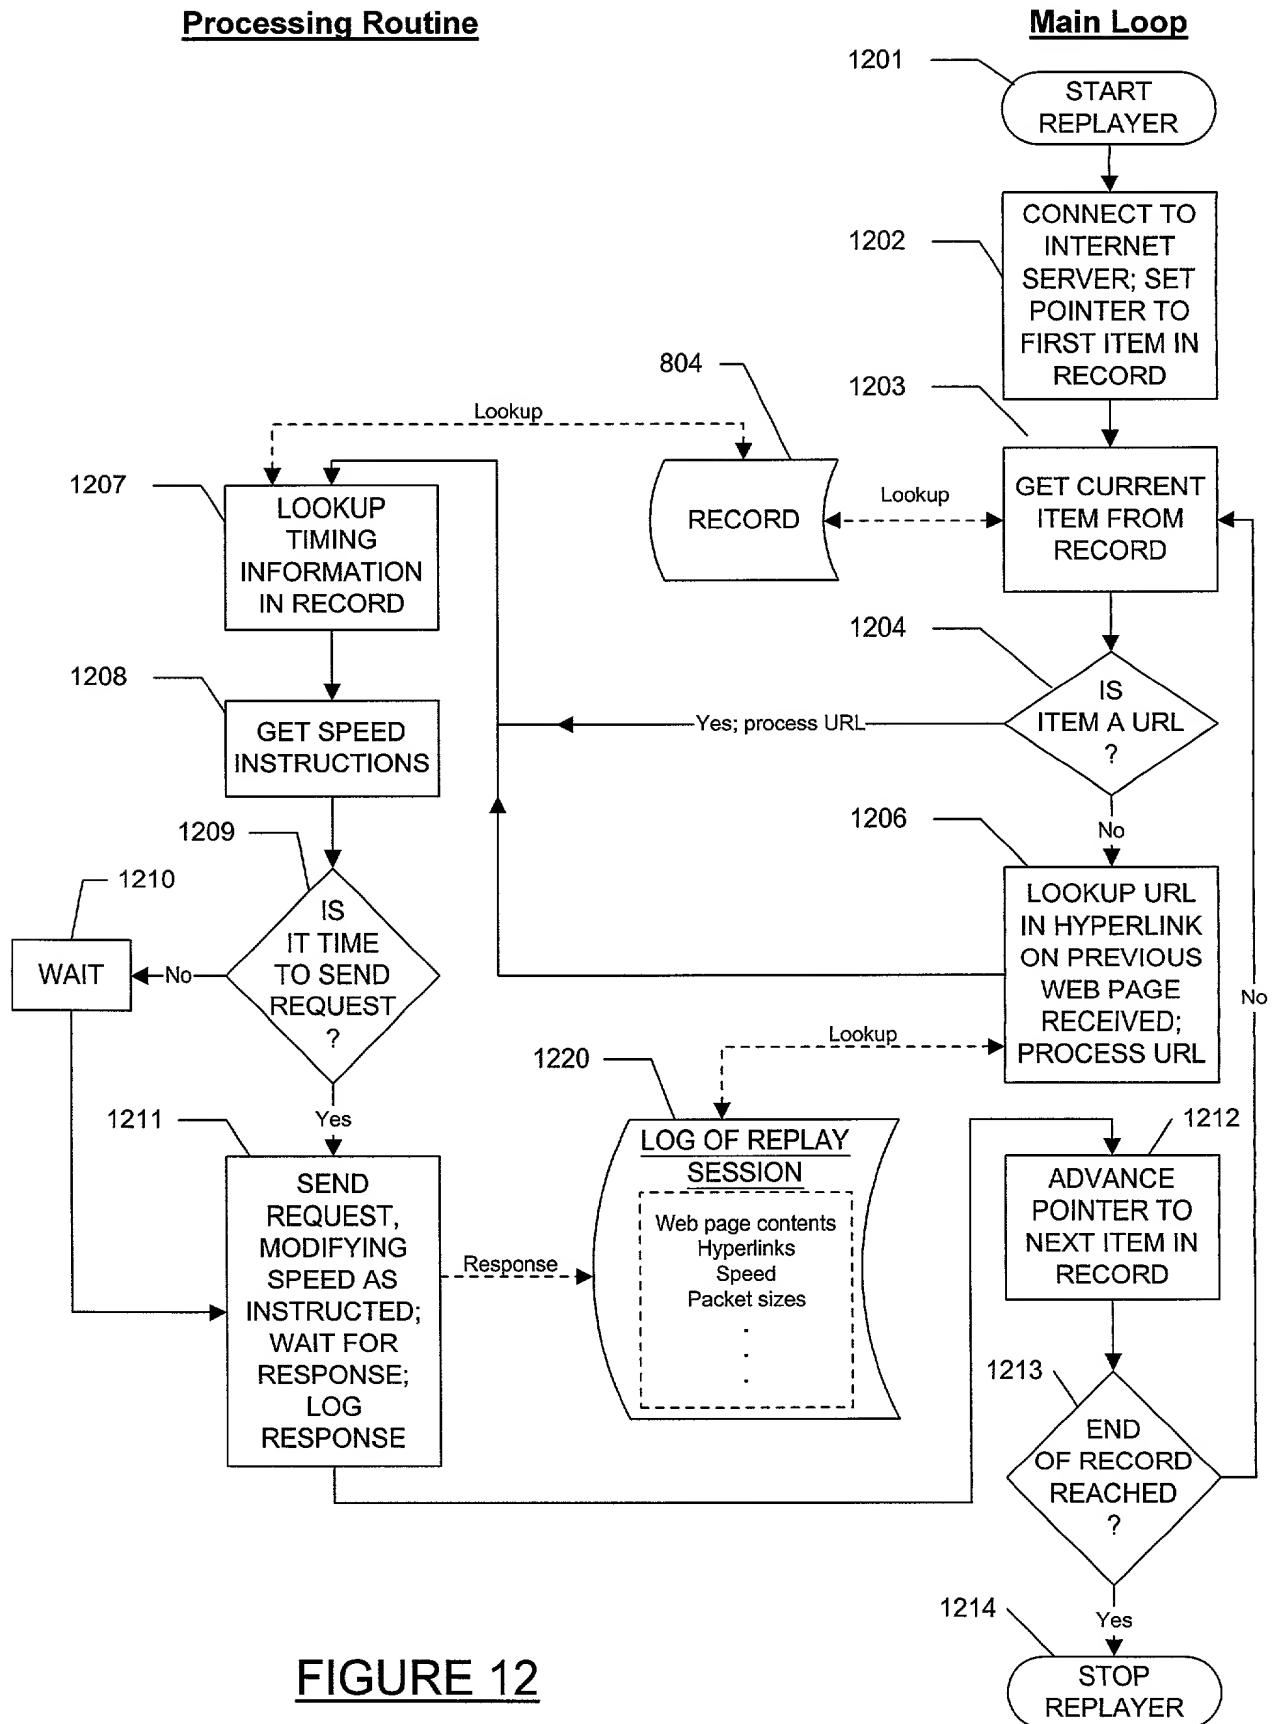 Processing Routine
Main Loop
1201
START
REPLAYER
1202
CONNECT TO
INTERNET
SERVER; SET
POINTER TO
FIRST ITEM IN
RECORD
804
1203
Lookup
1207
LOOKUP
TIMING
INFORMATION
IN RECORD
RECORD
Lookup
GET CURRENT
ITEM FROM
RECORD
1204
1208
GET SPEED
INSTRUCTIONS
Yes; process URL
IS
ITEM A URL
?
1209
1206
No
1210
IS
IT TIME
TO SEND
REQUEST
?
WAIT
No
LOOKUP URL
IN HYPERLINK
ON PREVIOUS
WEB PAGE
RECEIVED;
PROCESS URL
No
Lookup
1220
Yes
1211
SEND
REQUEST,
MODIFYING
SPEED AS
INSTRUCTED;
WAIT FOR
RESPONSE;
LOG
RESPONSE
Response
LOG OF REPLAY
SESSION
Web page contents
Hyperlinks
Speed
Packet sizes
.
.
.
1212
ADVANCE
POINTER TO
NEXT ITEM IN
RECORD
1213
END
OF RECORD
REACHED
?
Yes
1214
STOP
REPLAYER
FIGURE 12